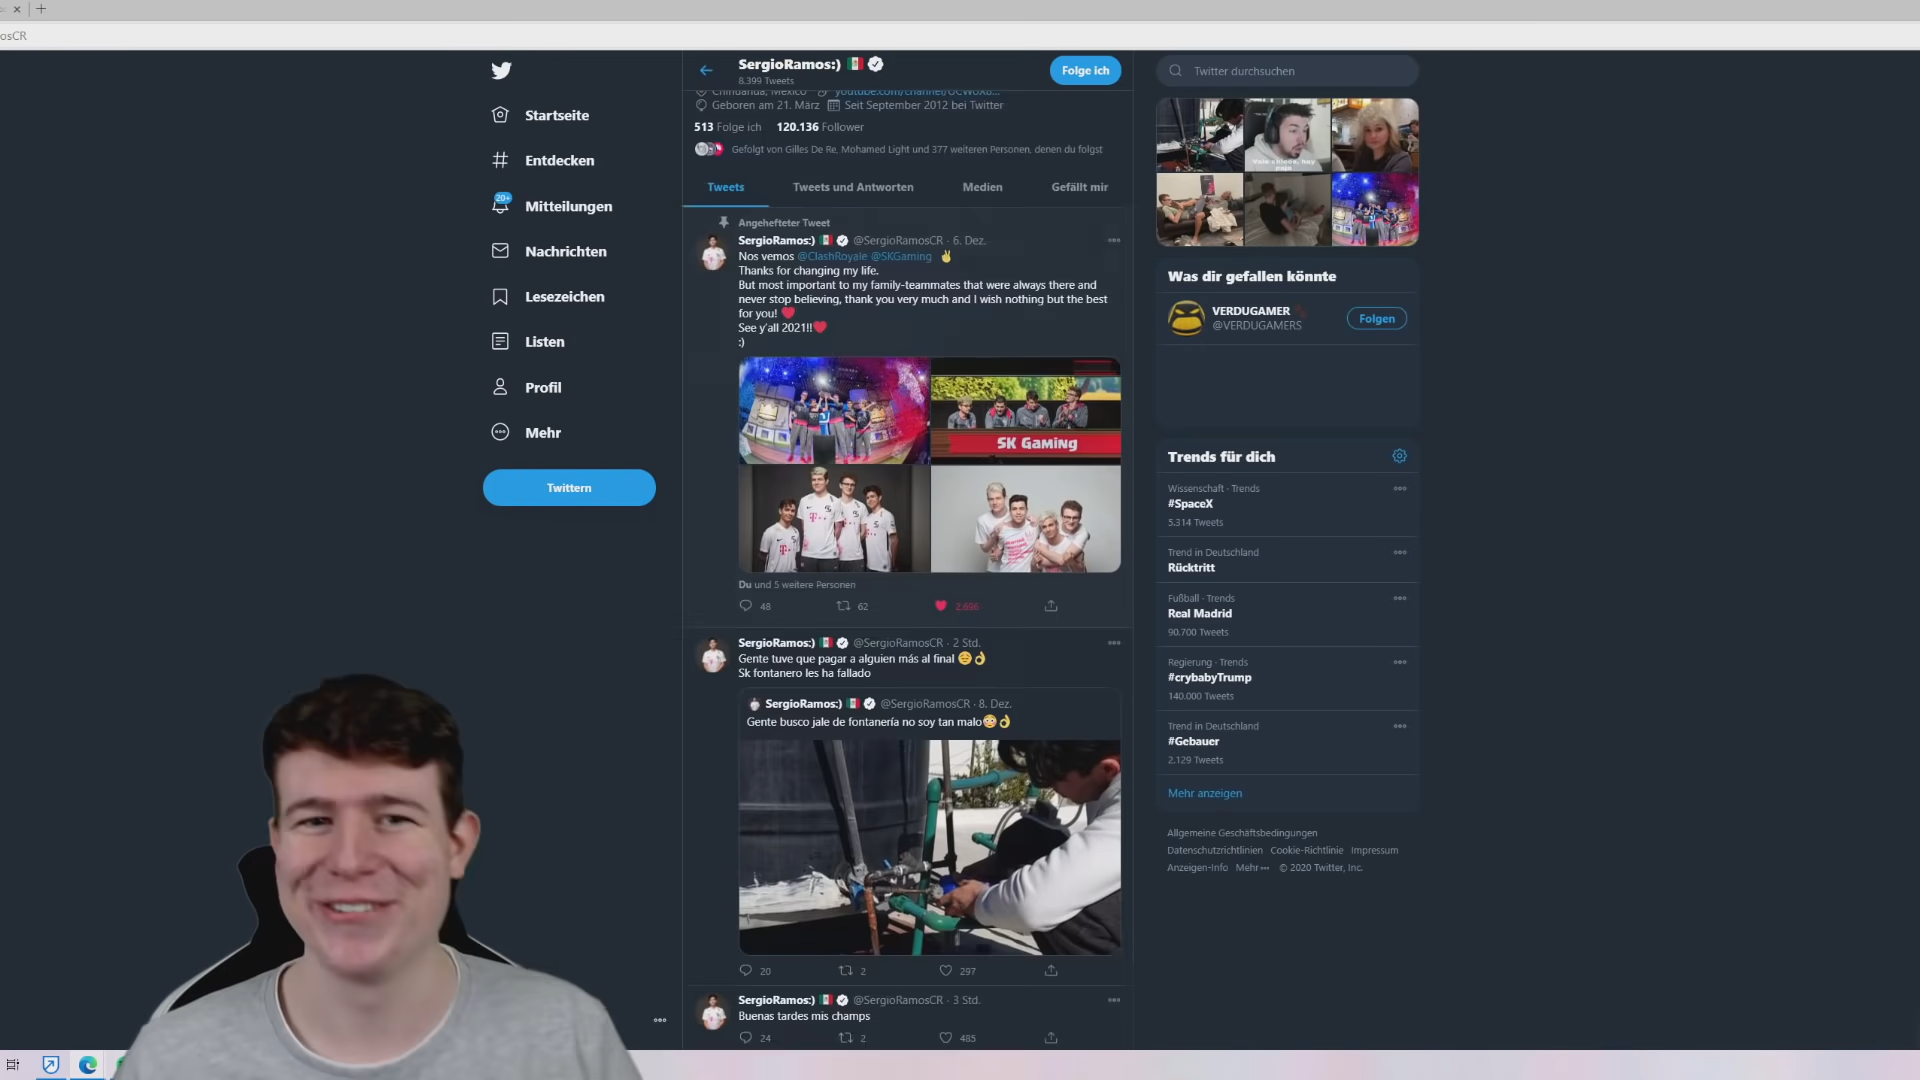 osCR
SergioRamos:)
8.399 Tweets
Folge ich
Chihuahua, Mexico
youtube.com/channel/UCWoX8...
Geboren am 21. März Seit September 2012 bei Twitter
513 Folge ich 120.136 Follower
Gefolgt von Gilles De Re, Mohamed Light und 377 weiteren Personen, denen du folgst
Tweets
Tweets und Antworten
Medien
Gefällt mir
Startseite
Entdecken
20+
Mitteilungen
Nachrichten
Lesezeichen
Listen
Profil
Mehr
Twittern
Angehefteter Tweet
SergioRamos:) @SergioRamosCR · 6. Dez.
Nos vemos @ClashRoyale @SKGaming ✌
Thanks for changing my life.
But most important to my family-teammates that were always there and
never stop believing, thank you very much and I wish nothing but the best
for you! ❤
See y'all 2021!!❤
:)
SK Gaming
Du und 5 weitere Personen
48
62
2.696
SergioRamos:) @SergioRamosCR · 2 Std.
Gente tuve que pagar a alguien más al final ☺👌
Sk fontanero les ha fallado
SergioRamos:) @SergioRamosCR · 8. Dez.
Gente busco jale de fontanería no soy tan malo😳👌
20
2
297
SergioRamos:) @SergioRamosCR · 3 Std.
Buenas tardes mis champs
24
2
485
Twitter durchsuchen
Was dir gefallen könnte
VERDUGAMER
@VERDUGAMERS
Folgen
Trends für dich
Wissenschaft · Trends
#SpaceX
5.314 Tweets
Trend in Deutschland
Rücktritt
Fußball · Trends
Real Madrid
90.700 Tweets
Regierung · Trends
#crybabyTrump
140.000 Tweets
Trend in Deutschland
#Gebauer
2.129 Tweets
Mehr anzeigen
Allgemeine Geschäftsbedingungen
Datenschutzrichtlinien Cookie-Richtlinie Impressum
Anzeigen-Info Mehr © 2020 Twitter, Inc.